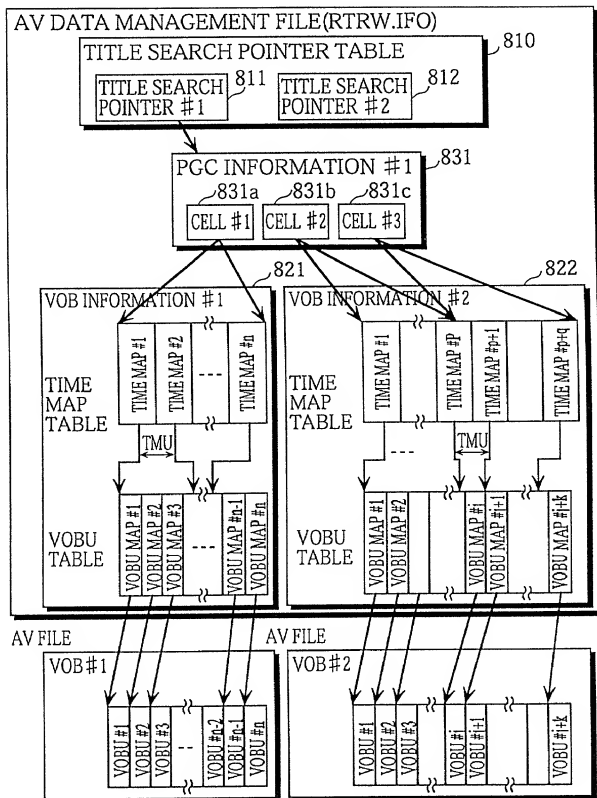 AV DATA MANAGEMENT FILE(RTRW.IFO)
TITLE SEARCH POINTER TABLE
810
TITLE SEARCH
POINTER #1
811
TITLE SEARCH
POINTER #2
812
PGC INFORMATION #1
831
831a
831b
831c
CELL #1
CELL #2
CELL #3
821
VOB INFORMATION #1
TIME
MAP
TABLE
TIME MAP #1
TIME MAP #2
---
TIME MAP #n
TMU
VOBU
TABLE
VOBU MAP #1
VOBU MAP #2
VOBU MAP #3
---
VOBU MAP #n-1
VOBU MAP #n
822
VOB INFORMATION #2
TIME
MAP
TABLE
TIME MAP #1
TIME MAP #P
TIME MAP #p+1
TIME MAP #p+q
----
TMU
VOBU
TABLE
VOBU MAP #1
VOBU MAP #2
VOBU MAP #i
VOBU MAP #i+1
VOBU MAP #i+k
AV FILE
VOB#1
VOBU #1
VOBU #2
VOBU #3
--
VOBU #n-2
VOBU #n-1
VOBU #n
AV FILE
VOB#2
VOBU #1
VOBU #2
VOBU #3
VOBU #i
VOBU #i+1
VOBU #i+k